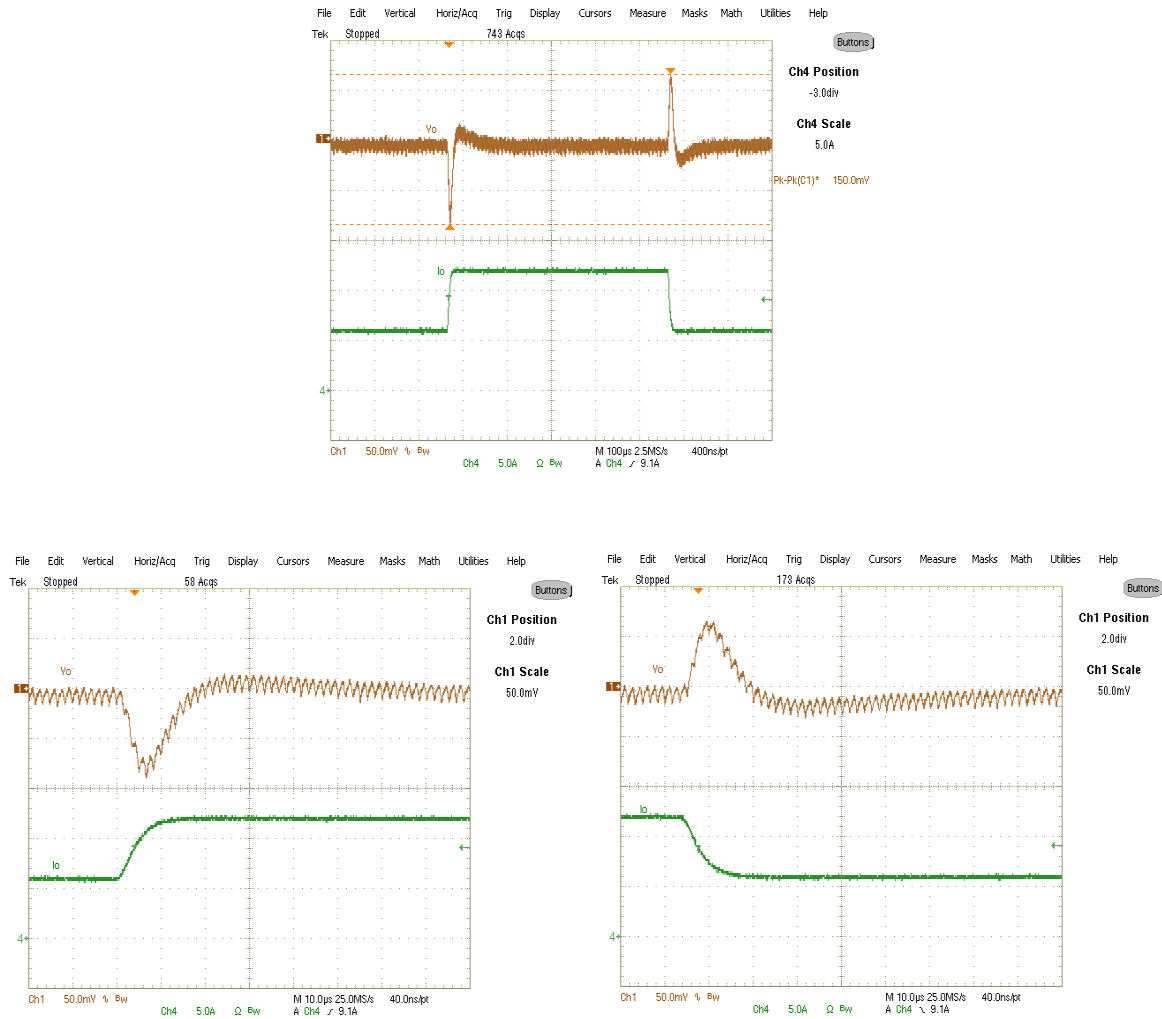 File Edit Vertical Horiz/Acq Trig Display Cursors Measure Masks Math Utilities Help
Tek Stopped 743 Acqs
Buttons
Ch4 Position
-3.0div
Ch4 Scale
5.0A
Pk-Pk(C1)* 150.0mV
1
Vo
Io
4
Ch1 50.0mV % Bw M 100µs 2.5MS/s 400ns/pt
Ch4 5.0A Ω Bw A Ch4 ∕ 9.1A
File Edit Vertical Horiz/Acq Trig Display Cursors Measure Masks Math Utilities Help
Tek Stopped 58 Acqs
Buttons
Ch1 Position
2.0div
Ch1 Scale
50.0mV
Vo
1
Io
4
Ch1 50.0mV % Bw M 10.0µs 25.0MS/s 40.0ns/pt
Ch4 5.0A Ω Bw A Ch4 ∕ 9.1A
File Edit Vertical Horiz/Acq Trig Display Cursors Measure Masks Math Utilities Help
Tek Stopped 173 Acqs
Buttons
Ch1 Position
2.0div
Ch1 Scale
50.0mV
Vo
1
Io
4
Ch1 50.0mV % Bw M 10.0µs 25.0MS/s 40.0ns/pt
Ch4 5.0A Ω Bw A Ch4 \ 9.1A